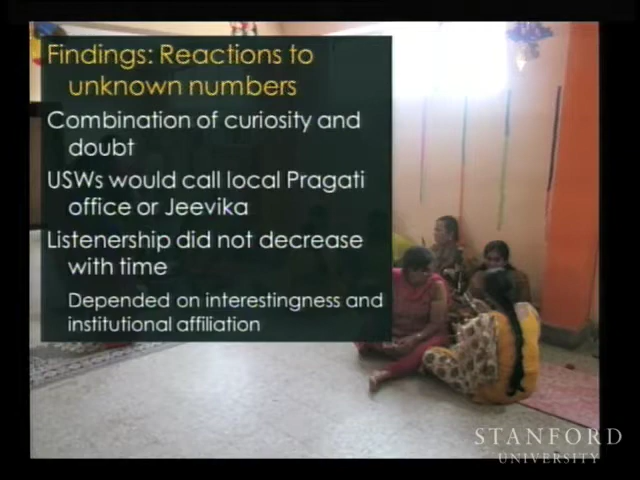 Findings: Reactions to
unknown numbers
Combination of curiosity and
doubt
USWs would call local Pragati
office or Jeevika
Listenership did not decrease
with time
Depended on interestingness and
institutional affiliation
STANFORD
UNIVERSITY